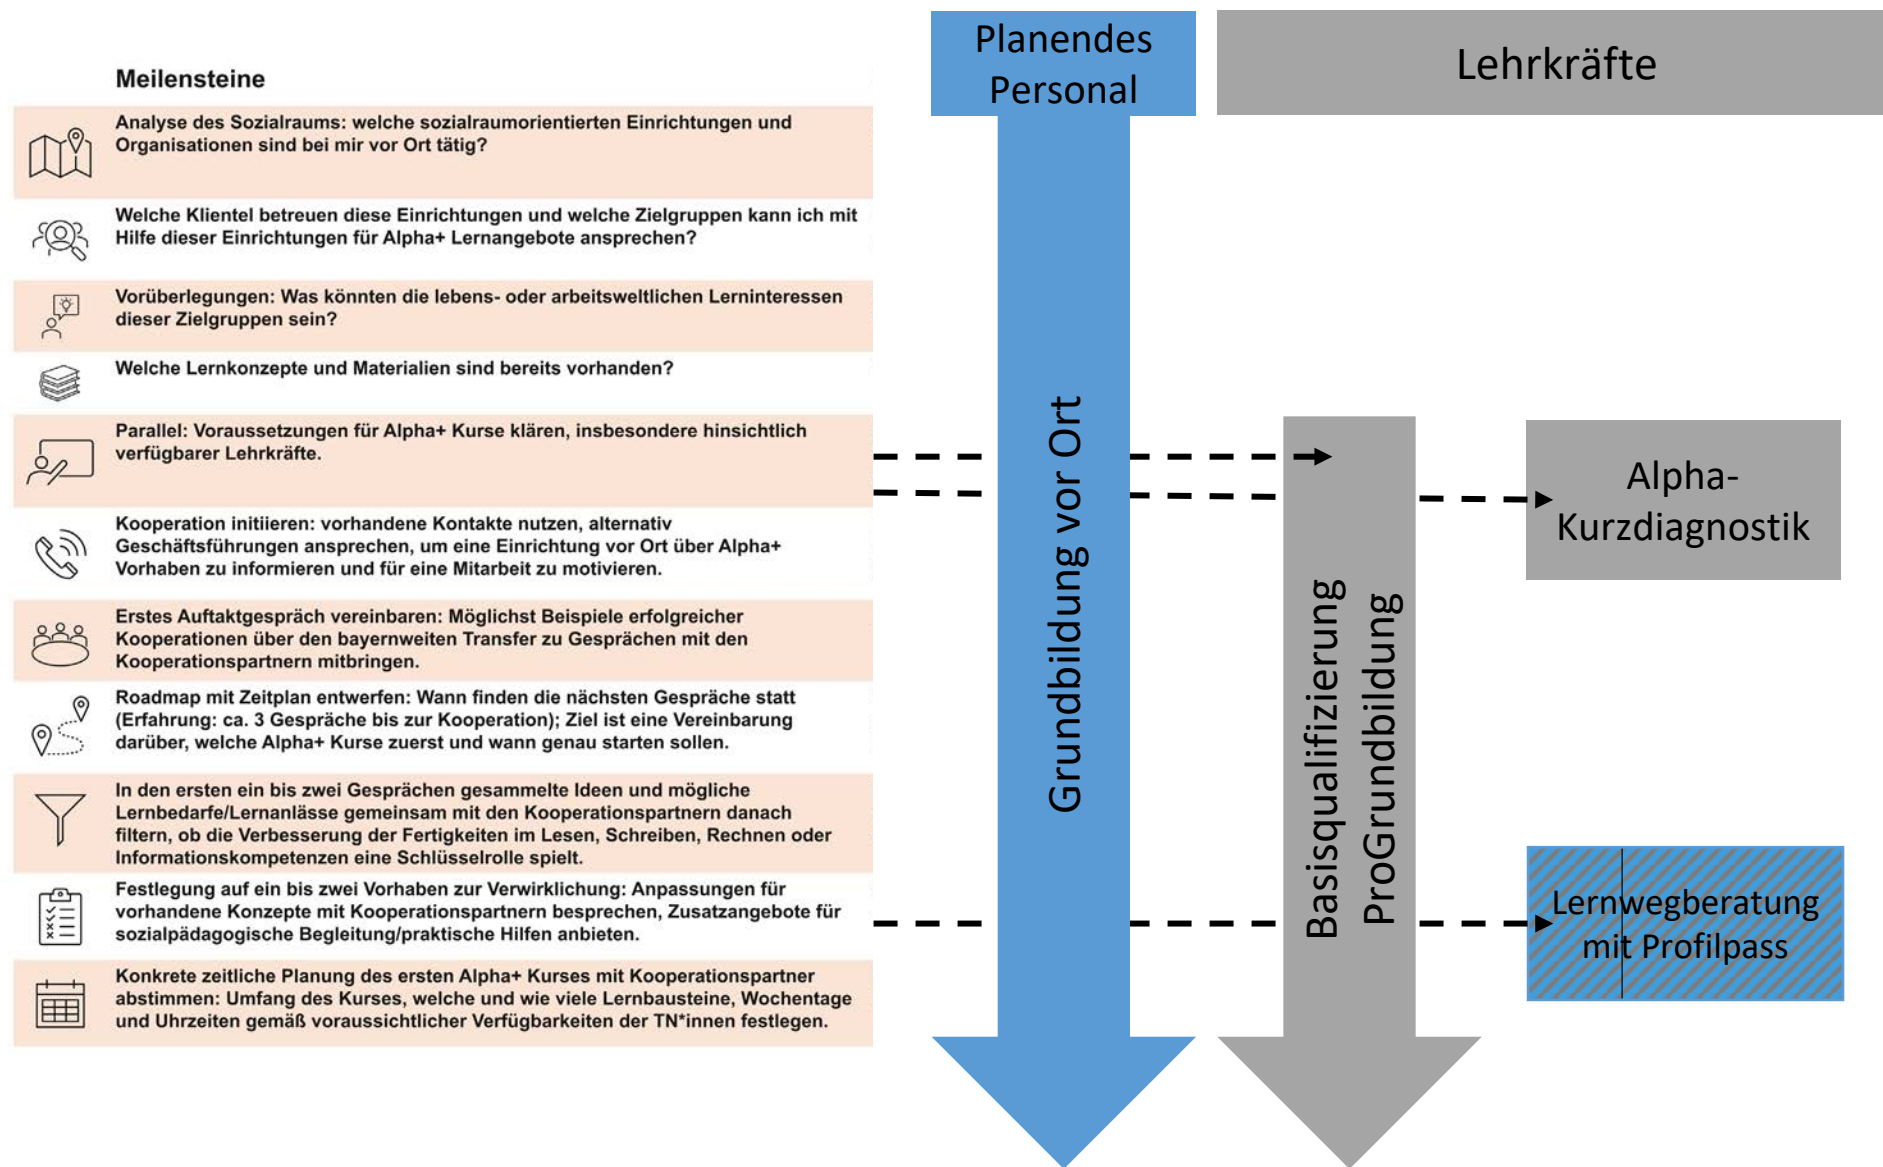 Meilensteine
Analyse des Sozialraums: welche sozialraumorientierten Einrichtungen und
Organisationen sind bei mir vor Ort tätig?
Welche Klientel betreuen diese Einrichtungen und welche Zielgruppen kann ich mit
Hilfe dieser Einrichtungen für Alpha+ Lernangebote ansprechen?
Vorüberlegungen: Was könnten die lebens- oder arbeitsweltlichen Lerninteressen
dieser Zielgruppen sein?
Welche Lernkonzepte und Materialien sind bereits vorhanden?
Parallel: Voraussetzungen für Alpha+ Kurse klären, insbesondere hinsichtlich
verfügbarer Lehrkräfte.
Kooperation initiieren: vorhandene Kontakte nutzen, alternativ
Geschäftsführungen ansprechen, um eine Einrichtung vor Ort über Alpha+
Vorhaben zu informieren und für eine Mitarbeit zu motivieren.
Erstes Auftaktgespräch vereinbaren: Möglichst Beispiele erfolgreicher
Kooperationen über den bayernweiten Transfer zu Gesprächen mit den
Kooperationspartnern mitbringen.
Roadmap mit Zeitplan entwerfen: Wann finden die nächsten Gespräche statt
(Erfahrung: ca. 3 Gespräche bis zur Kooperation); Ziel ist eine Vereinbarung
darüber, welche Alpha+ Kurse zuerst und wann genau starten sollen.
In den ersten ein bis zwei Gesprächen gesammelte Ideen und mögliche
Lernbedarfe/Lernanlässe gemeinsam mit den Kooperationspartnern danach
filtern, ob die Verbesserung der Fertigkeiten im Lesen, Schreiben, Rechnen oder
Informationskompetenzen eine Schlüsselrolle spielt.
Festlegung auf ein bis zwei Vorhaben zur Verwirklichung: Anpassungen für
vorhandene Konzepte mit Kooperationspartnern besprechen, Zusatzangebote für
sozialpädagogische Begleitung/praktische Hilfen anbieten.
Konkrete zeitliche Planung des ersten Alpha+ Kurses mit Kooperationspartner
abstimmen: Umfang des Kurses, welche und wie viele Lernbausteine, Wochentage
und Uhrzeiten gemäß voraussichtlicher Verfügbarkeiten der TN*innen festlegen.
Planendes
Personal
Grundbildung vor Ort
Lehrkräfte
Basisqualifizierung
ProGrundbildung
Alpha-
Kurzdiagnostik
Lernwegberatung
mit Profilpass